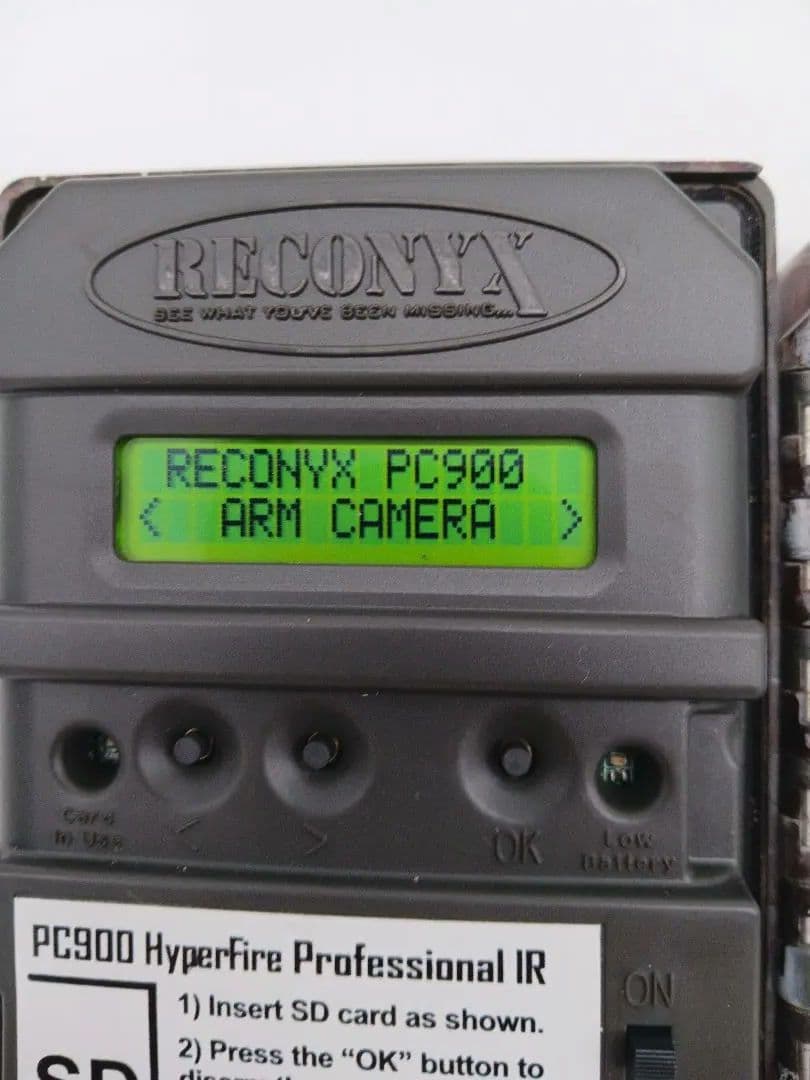 RECONYX
SEE WHAT YOU'VE BEEN MISSING...
RECONYX PC900
< ARM CAMERA >
Card
In Use
< >
OK
Low
Battery
PC900 HyperFire Professional IR
ON
1) Insert SD card as shown.
2) Press the “OK” button to
SD